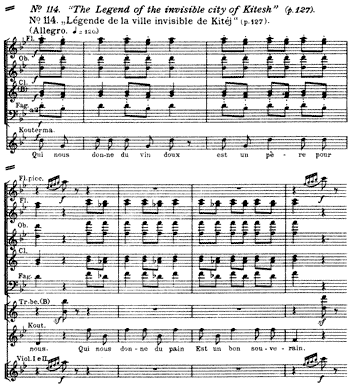 № 114. "The Legend of the invisible city of Kitesh" (p. 127).
№ 114. „Légende de la ville invisible de Kitéj" (p. 127).
(Allegro. ♩=120.)
Fl.
Ob.
Cl.
(B)
Fag.
Kouterma.
Qui nous don-ne du vin doux est un pè-re pour
Fl. picc.
Fl.
Ob.
Cl.
Fag.
Tr-be. (B)
Kout.
nous. Qui nous don-ne du pain Est un bon sou-ve-rain.
Viol. I e II.